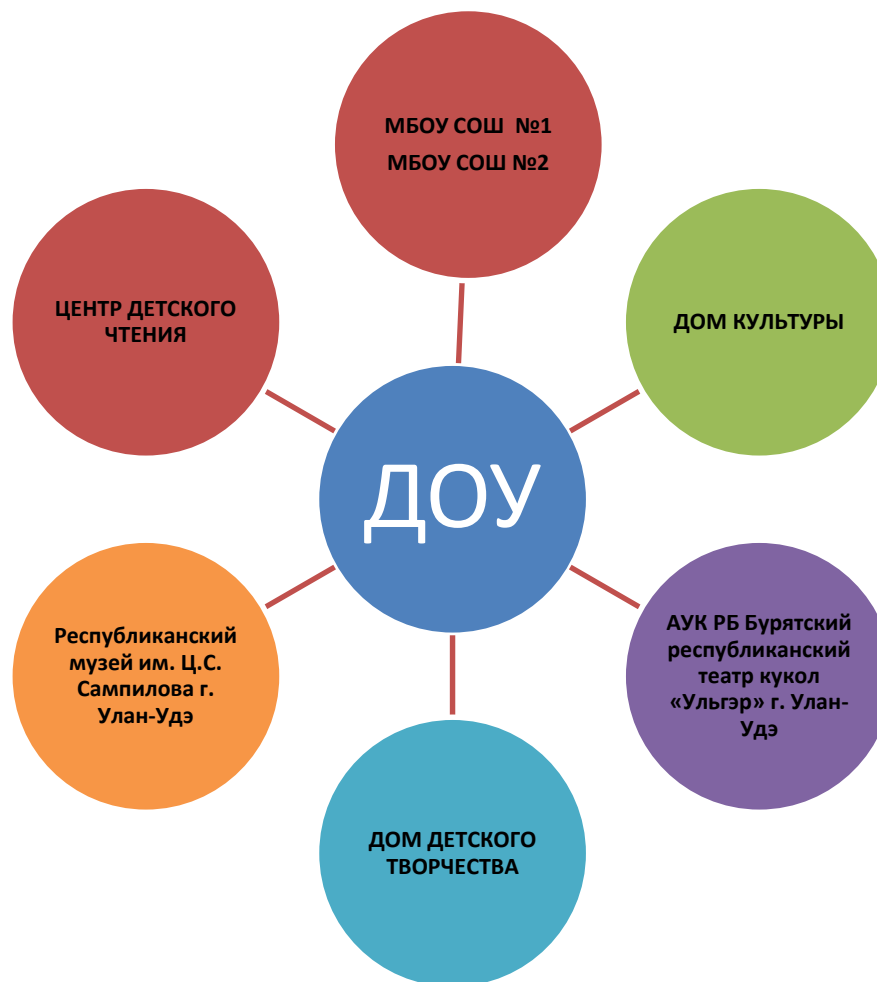 МБОУ СОШ №1
МБОУ СОШ №2
ЦЕНТР ДЕТСКОГО
ЧТЕНИЯ
ДОМ КУЛЬТУРЫ
ДОУ
Республиканский
музей им. Ц.С.
Сампилова г.
Улан-Удэ
АУК РБ Бурятский
республиканский
театр кукол
«Ульгэр» г. Улан-
Удэ
ДОМ ДЕТСКОГО
ТВОРЧЕСТВА